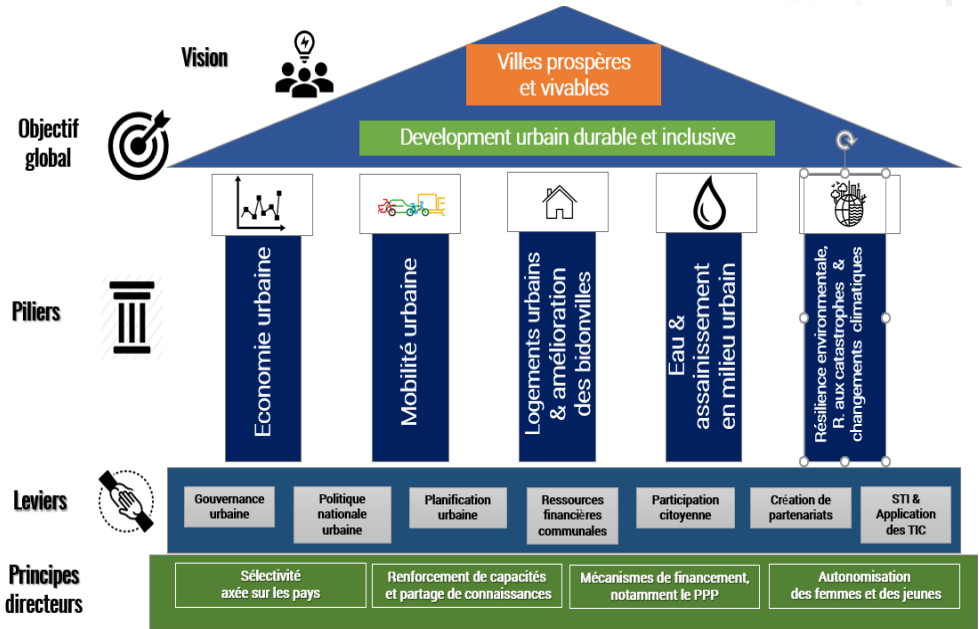 Vision
Villes prospères
et vivables
Objectif
global
Development urbain durable et inclusive
Piliers
Economie urbaine
Mobilité urbaine
Logements urbains
& amélioration
des bidonvilles
Eau &
assainissement
en milieu urbain
Résilience environmentale,
R. aux catastrophes &
changements climatiques
Leviers
Gouvernance
urbaine
Politique
nationale
urbaine
Planification
urbaine
Ressources
financières
communales
Participation
citoyenne
Création de
partenariats
STI &
Application
des TIC
Principes
directeurs
Sélectivité
axée sur les pays
Renforcement de capacités
et partage de connaissances
Mécanismes de financement,
notamment le PPP
Autonomisation
des femmes et des jeunes